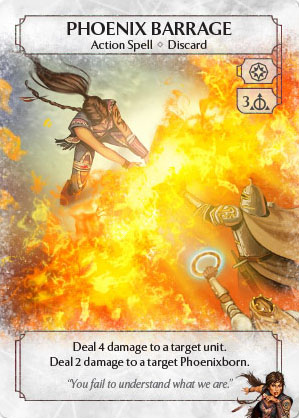 PHOENIX BARRAGE
Action Spell ◇ Discard
3
Deal 4 damage to a target unit.
Deal 2 damage to a target Phoenixborn.
"You fail to understand what we are."